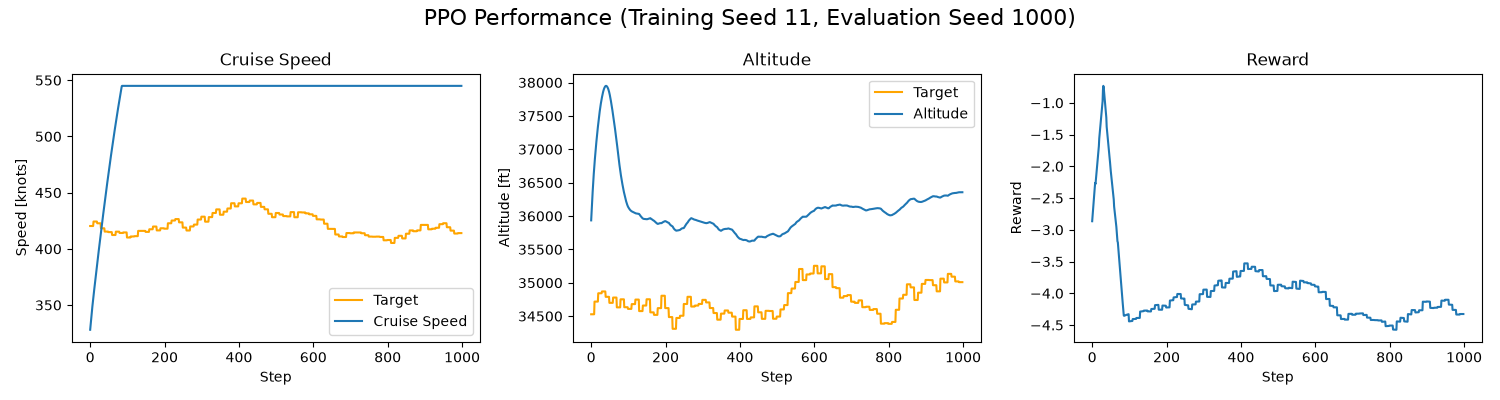 PPO Performance (Training Seed 11, Evaluation Seed 1000)
Cruise Speed
Speed [knots]
550
500
450
400
350
0 200 400 600 800 1000
Step
Target
Cruise Speed
Altitude
Altitude [ft]
38000
37500
37000
36500
36000
35500
35000
34500
0 200 400 600 800 1000
Step
Target
Altitude
Reward
Reward
−1.0
−1.5
−2.0
−2.5
−3.0
−3.5
−4.0
−4.5
0 200 400 600 800 1000
Step